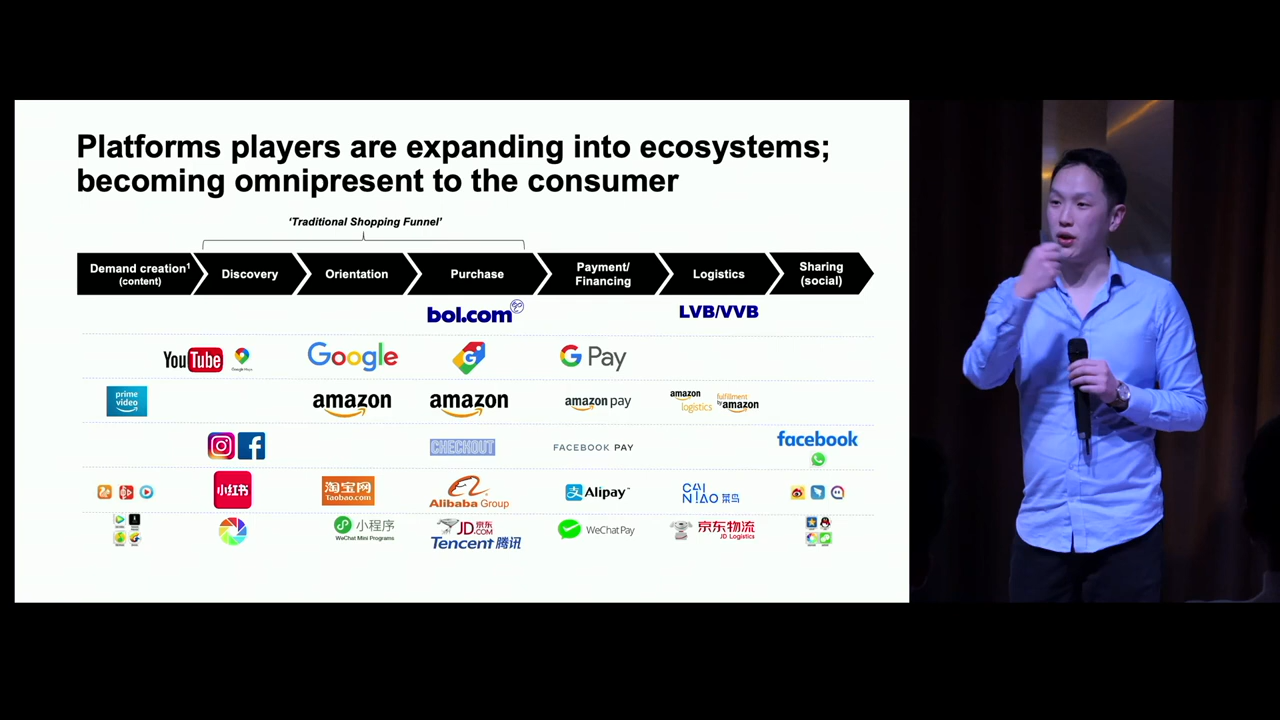 Platforms players are expanding into ecosystems;
becoming omnipresent to the consumer
‘Traditional Shopping Funnel’
Demand creation¹
(content)
Discovery
Orientation
Purchase
Payment/
Financing
Logistics
Sharing
(social)
bol.com
LVB/VVB
YouTube
Google
G Pay
prime
video
amazon
amazon
amazon pay
amazon
logistics
fulfillment
by amazon
CHECKOUT
FACEBOOK PAY
facebook
小红书
淘宝网
Taobao.com
Alibaba Group
支 Alipay
CAI
NIAO 菜鸟
小程序
WeChat Mini Programs
JD 京东
.COM
Tencent 腾讯
WeChat Pay
京东物流
JD Logistics